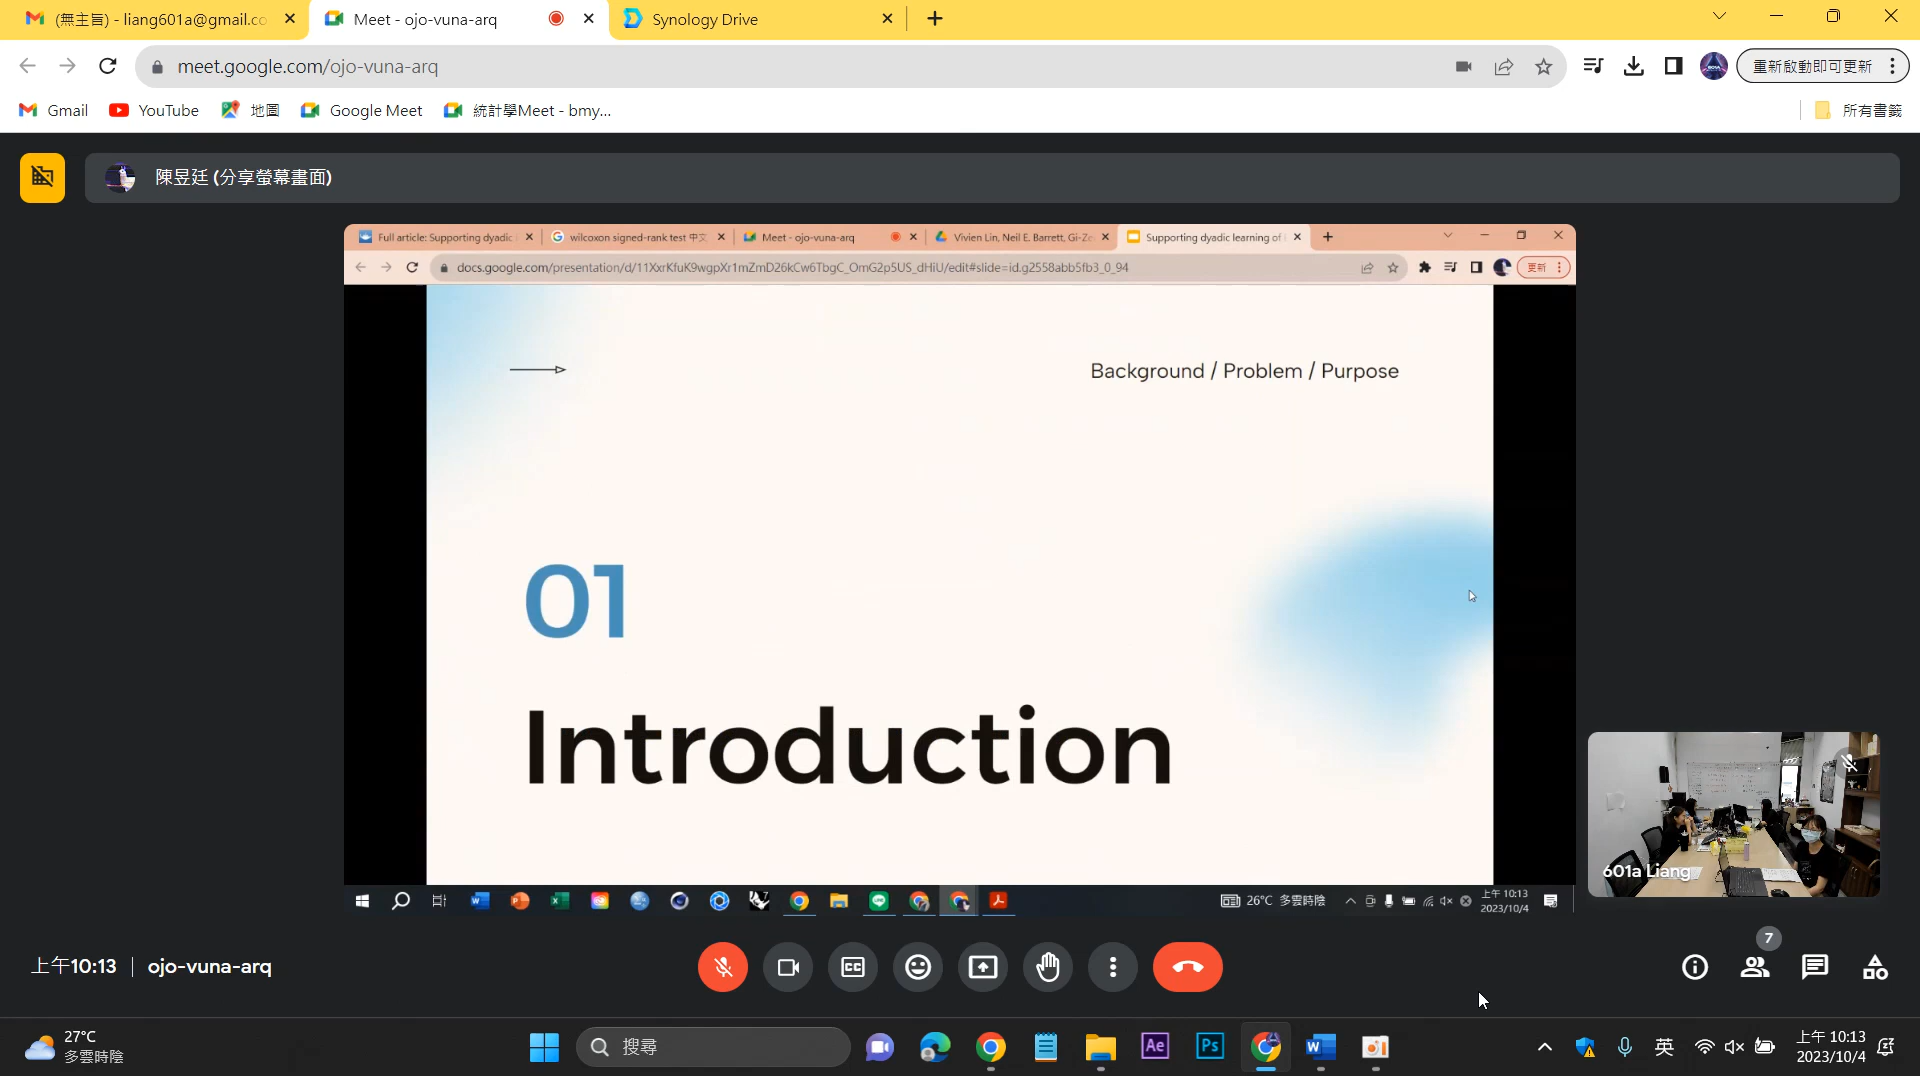 (無主旨) - liang601a@gmail.co
Meet - ojo-vuna-arq
Synology Drive
meet.google.com/ojo-vuna-arq
重新啟動即可更新
Gmail
YouTube
地圖
Google Meet
統計學Meet - bmy...
所有書籤
陳昱廷 (分享螢幕畫面)
Full article: Supporting dyadic
wilcoxon signed-rank test 中文
Meet - ojo-vuna-arq
Vivien Lin, Neil E. Barrett, Gi-Ze
Supporting dyadic learning of
docs.google.com/presentation/d/11XxrKfuK9wgpXr1mZmD26kCw6TbgC_OmG2p5US_dHiU/edit#slide=id.g2558abb5fb3_0_94
更新
Background / Problem / Purpose
01
Introduction
601a Liang
26°C 多雲時陰
上午 10:13
2023/10/4
上午10:13
ojo-vuna-arq
7
27°C
多雲時陰
搜尋
Ae
Ps
英
上午 10:13
2023/10/4